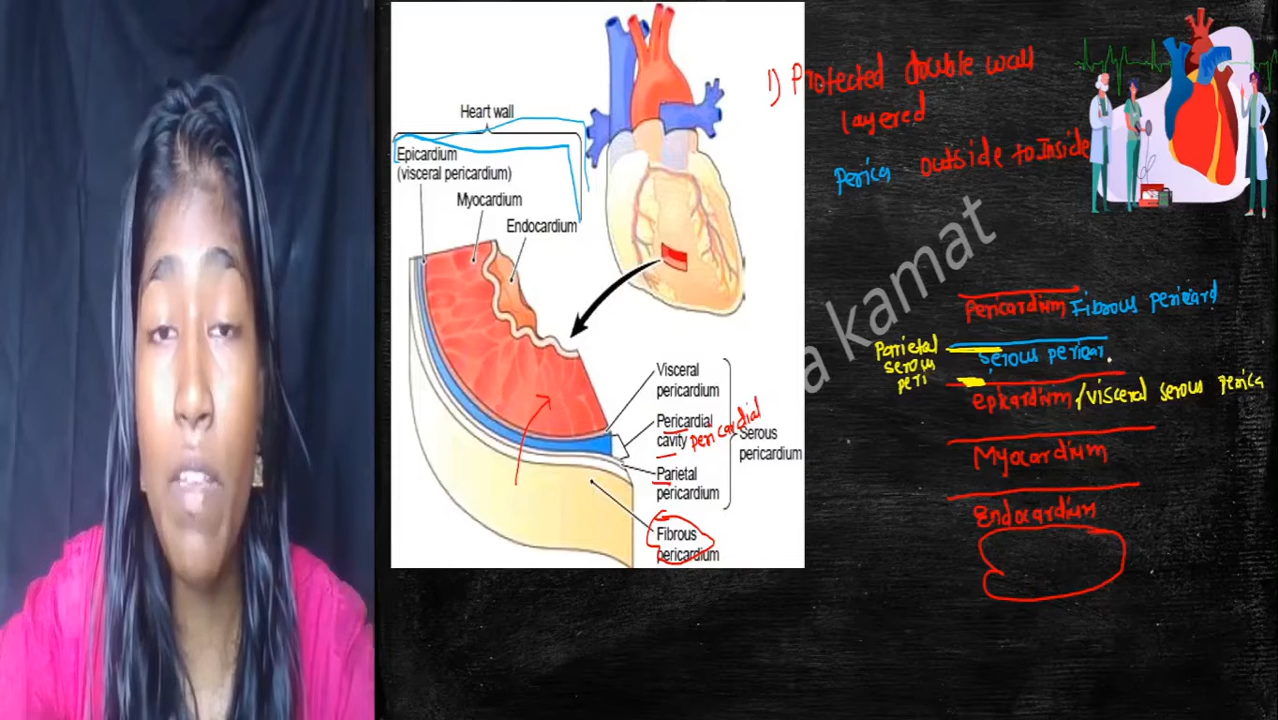 Heart wall
Epicardium
(visceral pericardium)
Myocardium
Endocardium
Visceral
pericardium
Pericardial
cavity
pericardial
Serous
pericardium
Parietal
pericardium
Fibrous
pericardium
1) Protected double wall
layered
Perica outside to Inside
a kamat
Pericardium Fibrous pericard
Parietal
serous
peri
serous pericar
epicardium /visceral serous perica
Myocardium
Endocardium